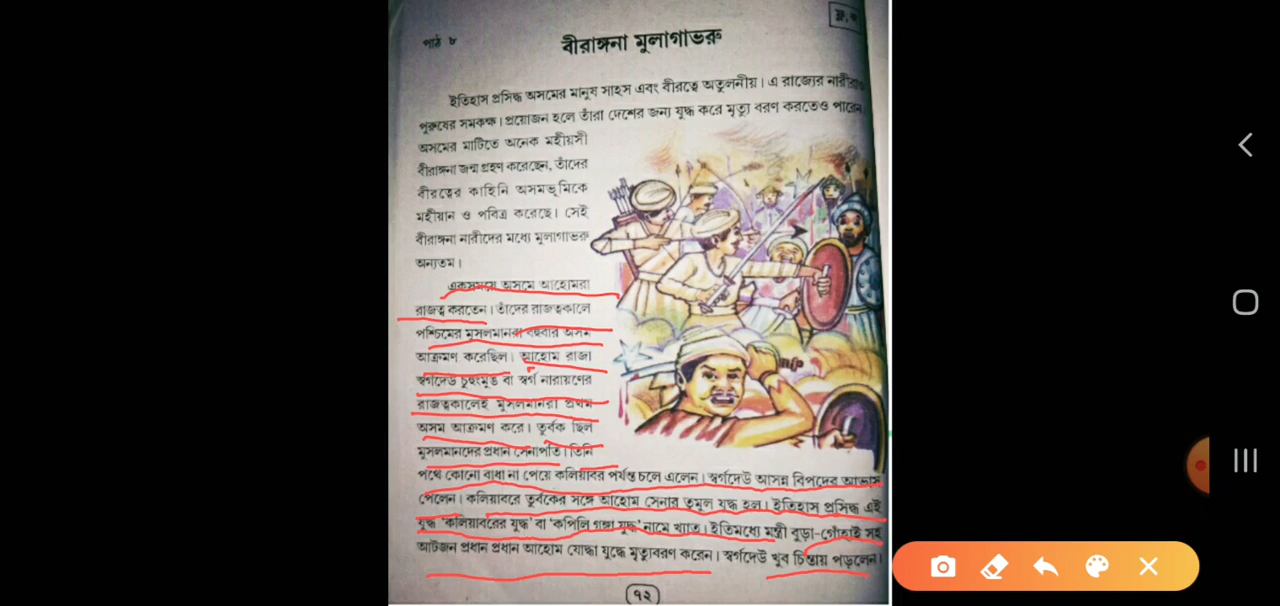 পাঠ ৮
বীরাঙ্গনা মুলাগাভরু
ইতিহাস প্রসিদ্ধ অসমের মানুষ সাহস এবং বীরত্বে অতুলনীয়। এ রাজ্যের নারীরাও
পুরুষের সমকক্ষ। প্রয়োজন হলে তাঁরা দেশের জন্য যুদ্ধ করে মৃত্যু বরণ করতেও পারেন।
অসমের মাটিতে অনেক মহীয়সী
বীরাঙ্গনা জন্ম গ্রহণ করেছেন, তাঁদের
বীরত্বের কাহিনি অসমভূমিকে
মহীয়ান ও পবিত্র করেছে। সেই
বীরাঙ্গনা নারীদের মধ্যে মুলাগাভরু
অন্যতম।
একসময়ে অসমে আহোমরা
রাজত্ব করতেন। তাঁদের রাজত্বকালে
পশ্চিমের মুসলমানরা বহুবার অসম
আক্রমণ করেছিল। আহোম রাজা
স্বর্গদেউ চুহুংমুঙ বা স্বর্গ নারায়ণের
রাজত্বকালেই মুসলমানরা প্রথম
অসম আক্রমণ করে। তুর্বক ছিল
মুসলমানদের প্রধান সেনাপতি। তিনি
পথে কোনো বাধা না পেয়ে কলিয়াবর পর্যন্ত চলে এলেন। স্বর্গদেউ আসন্ন বিপদের আভাস
পেলেন। কলিয়াবরে তুর্বকের সঙ্গে আহোম সেনার তুমুল যুদ্ধ হল। ইতিহাস প্রসিদ্ধ এই
যুদ্ধ ‘কলিয়াবরের যুদ্ধ’ বা ‘কপিলি গঙ্গা যুদ্ধ’ নামে খ্যাত। ইতিমধ্যে মন্ত্রী বুড়া-গোঁহাই সহ
আটজন প্রধান প্রধান আহোম যোদ্ধা যুদ্ধে মৃত্যুবরণ করেন। স্বর্গদেউ খুব চিন্তায় পড়লেন।
৭২